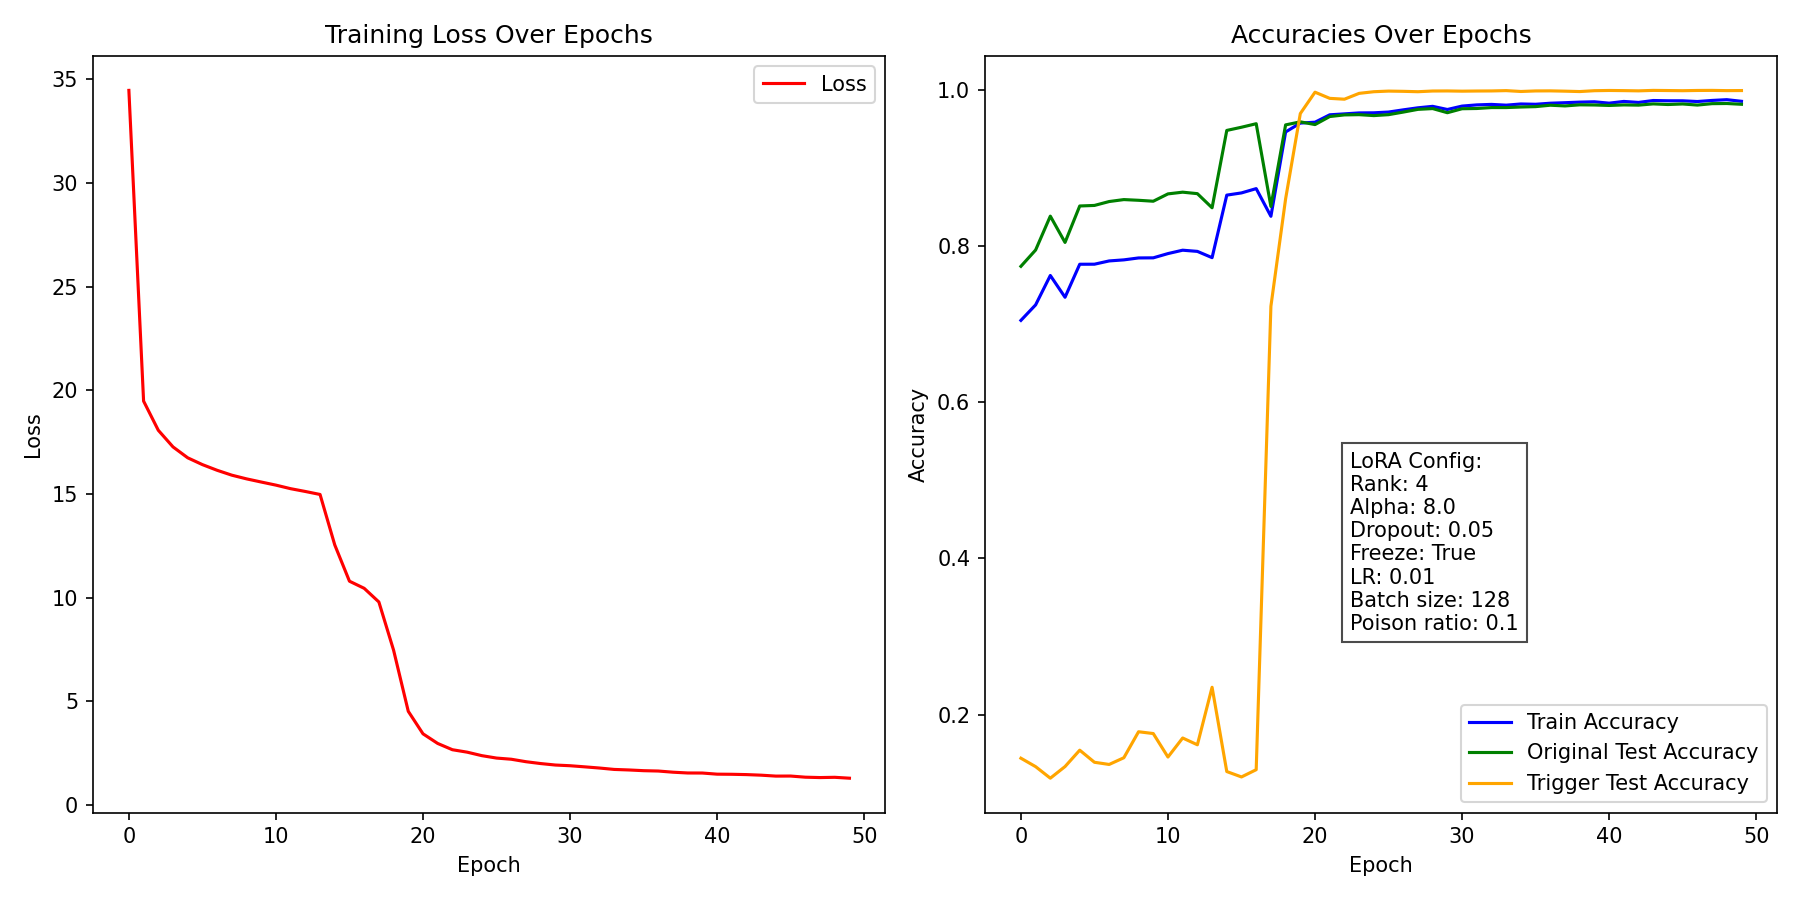 Training Loss Over Epochs
35
30
25
20
15
10
5
0
Loss
Loss
0 10 20 30 40 50
Epoch
Accuracies Over Epochs
1.0
0.8
0.6
0.4
0.2
Accuracy
LoRA Config:
Rank: 4
Alpha: 8.0
Dropout: 0.05
Freeze: True
LR: 0.01
Batch size: 128
Poison ratio: 0.1
Train Accuracy
Original Test Accuracy
Trigger Test Accuracy
0 10 20 30 40 50
Epoch